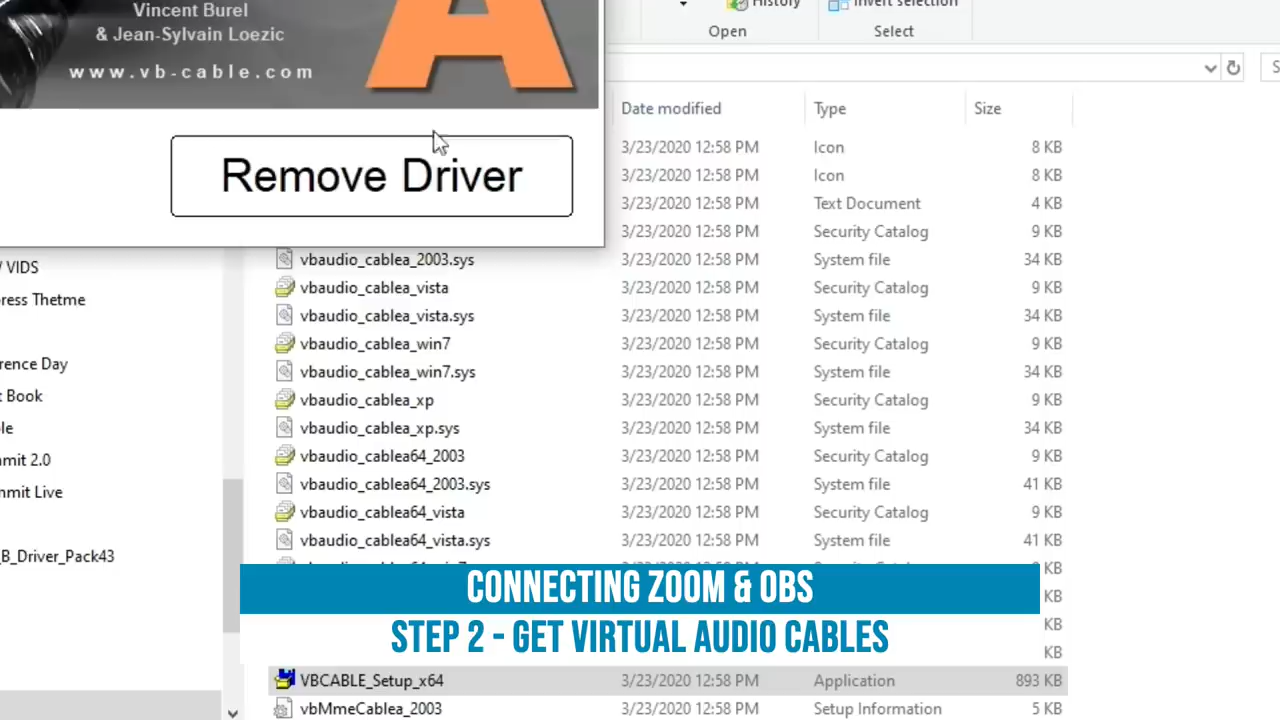 Vincent Burel
& Jean-Sylvain Loezic
www.vb-cable.com
Remove Driver
History
Invert selection
Open
Select
Date modified Type Size
3/23/2020 12:58 PM Icon 8 KB
3/23/2020 12:58 PM Icon 8 KB
3/23/2020 12:58 PM Text Document 4 KB
3/23/2020 12:58 PM Security Catalog 9 KB
vbaudio_cablea_2003.sys 3/23/2020 12:58 PM System file 34 KB
vbaudio_cablea_vista 3/23/2020 12:58 PM Security Catalog 9 KB
vbaudio_cablea_vista.sys 3/23/2020 12:58 PM System file 34 KB
vbaudio_cablea_win7 3/23/2020 12:58 PM Security Catalog 9 KB
vbaudio_cablea_win7.sys 3/23/2020 12:58 PM System file 34 KB
vbaudio_cablea_xp 3/23/2020 12:58 PM Security Catalog 9 KB
vbaudio_cablea_xp.sys 3/23/2020 12:58 PM System file 34 KB
vbaudio_cablea64_2003 3/23/2020 12:58 PM Security Catalog 9 KB
vbaudio_cablea64_2003.sys 3/23/2020 12:58 PM System file 41 KB
vbaudio_cablea64_vista 3/23/2020 12:58 PM Security Catalog 9 KB
vbaudio_cablea64_vista.sys 3/23/2020 12:58 PM System file 41 KB
KB
KB
KB
KB
VBCABLE_Setup_x64 3/23/2020 12:58 PM Application 893 KB
vbMmeCablea_2003 3/23/2020 12:58 PM Setup Information 5 KB
VIDS
ress Thetme
rence Day
t Book
le
mit 2.0
mmit Live
_B_Driver_Pack43
CONNECTING ZOOM & OBS
STEP 2 - GET VIRTUAL AUDIO CABLES
A